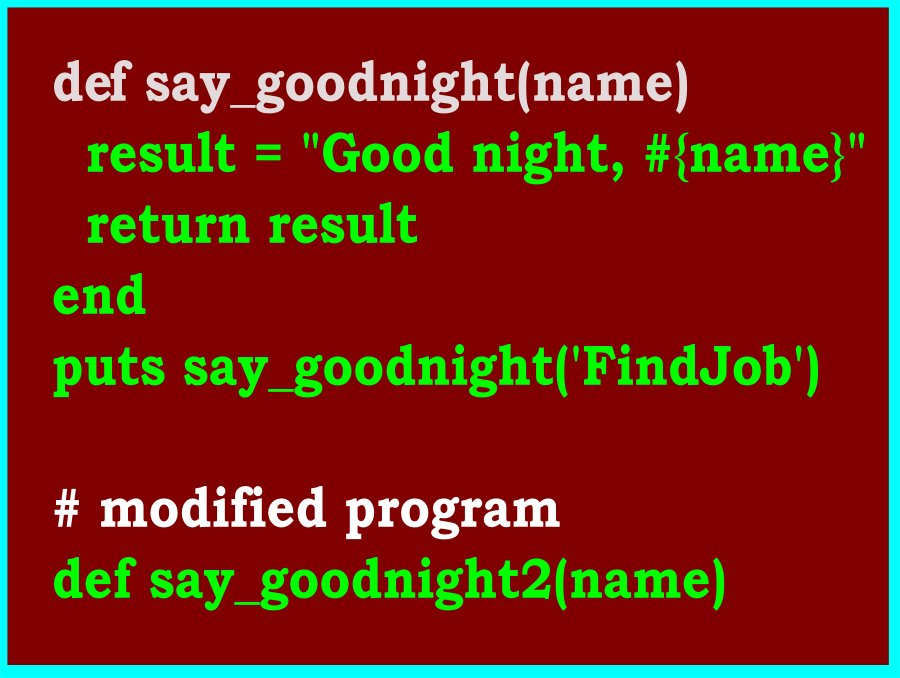 def say_goodnight(name)
  result = "Good night, #{name}"
  return result
end
puts say_goodnight('FindJob')

# modified program
def say_goodnight2(name)